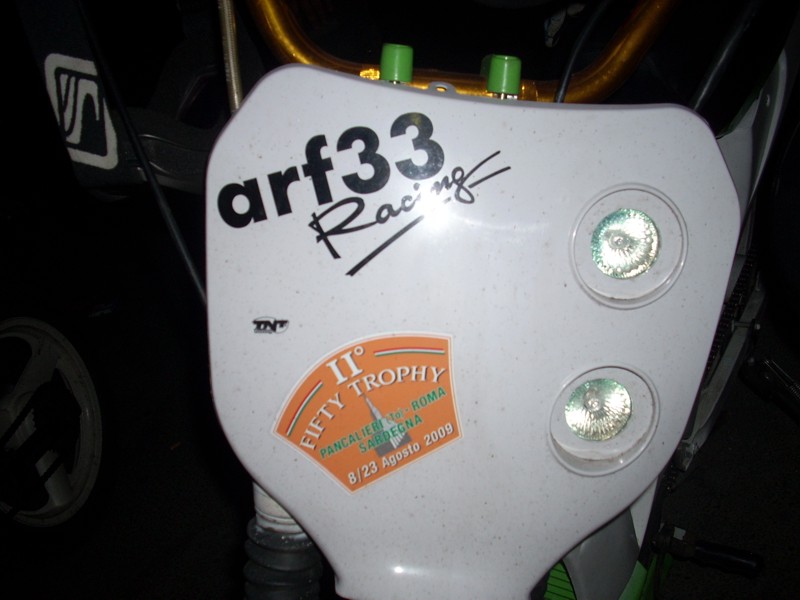 arf33
Racing
TNT
II°
FIFTY TROPHY
PANCALIERI (To) - ROMA
SARDEGNA
8/23 Agosto 2009